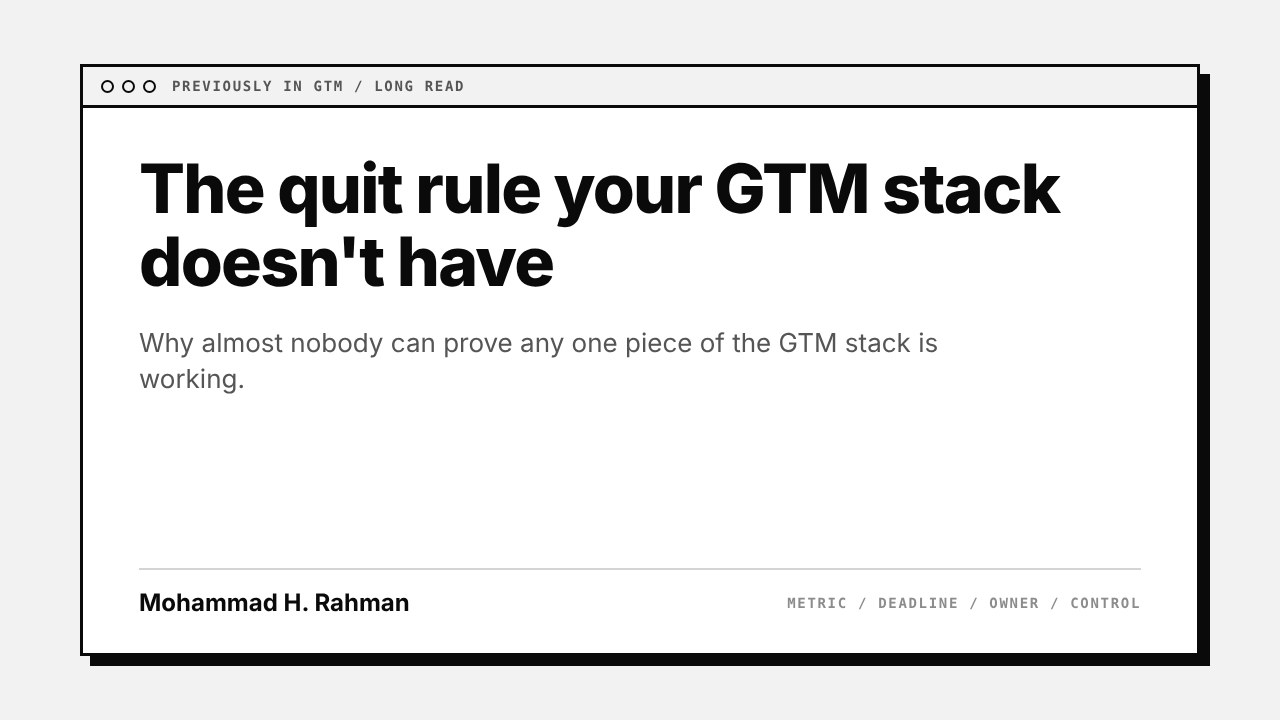 PREVIOUSLY IN GTM / LONG READ
The quit rule your GTM stack
doesn't have
Why almost nobody can prove any one piece of the GTM stack is
working.
Mohammad H. Rahman
METRIC / DEADLINE / OWNER / CONTROL